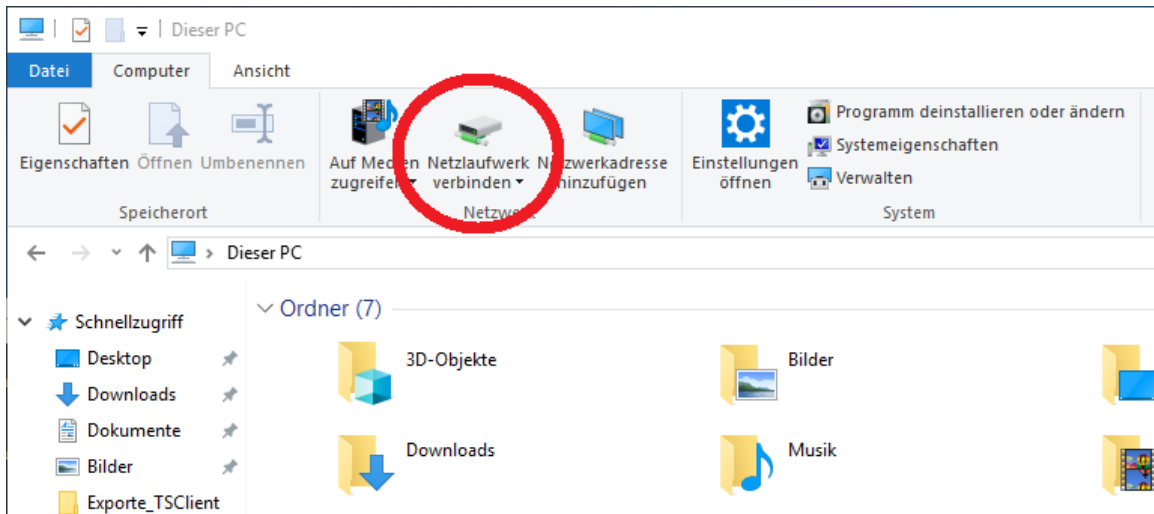 Dieser PC
Datei Computer Ansicht
Eigenschaften Öffnen Umbenennen
Auf Medien zugreifen
Netzlaufwerk verbinden
Netzwerkadresse hinzufügen
Einstellungen öffnen
Programm deinstallieren oder ändern
Systemeigenschaften
Verwalten
Speicherort
Netzwerk
System
Dieser PC
Schnellzugriff
Desktop
Downloads
Dokumente
Bilder
Exporte_TSClient
Ordner (7)
3D-Objekte
Bilder
Downloads
Musik